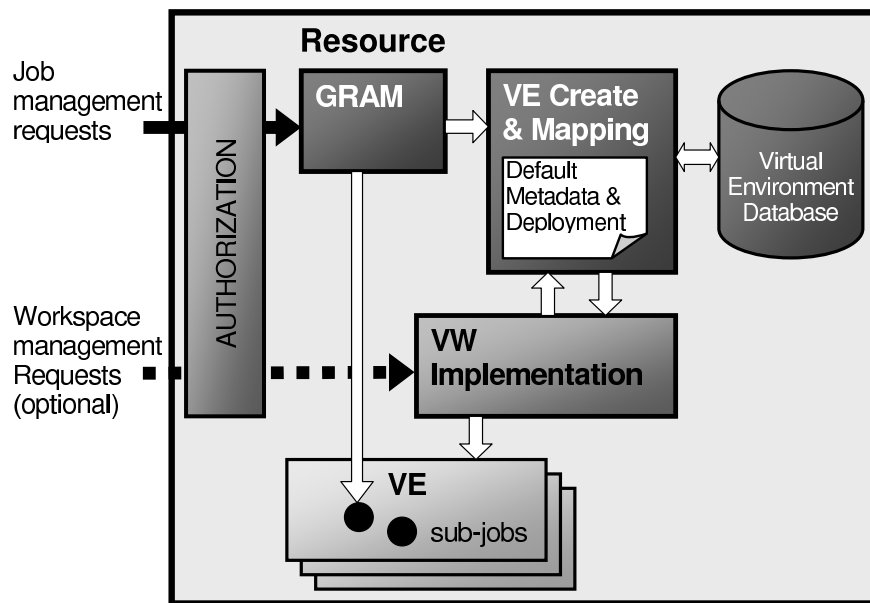 Resource
Job
management
requests
AUTHORIZATION
GRAM
VE Create
& Mapping
Default
Metadata &
Deployment
Virtual
Environment
Database
Workspace
management
Requests
(optional)
VW
Implementation
VE
sub-jobs